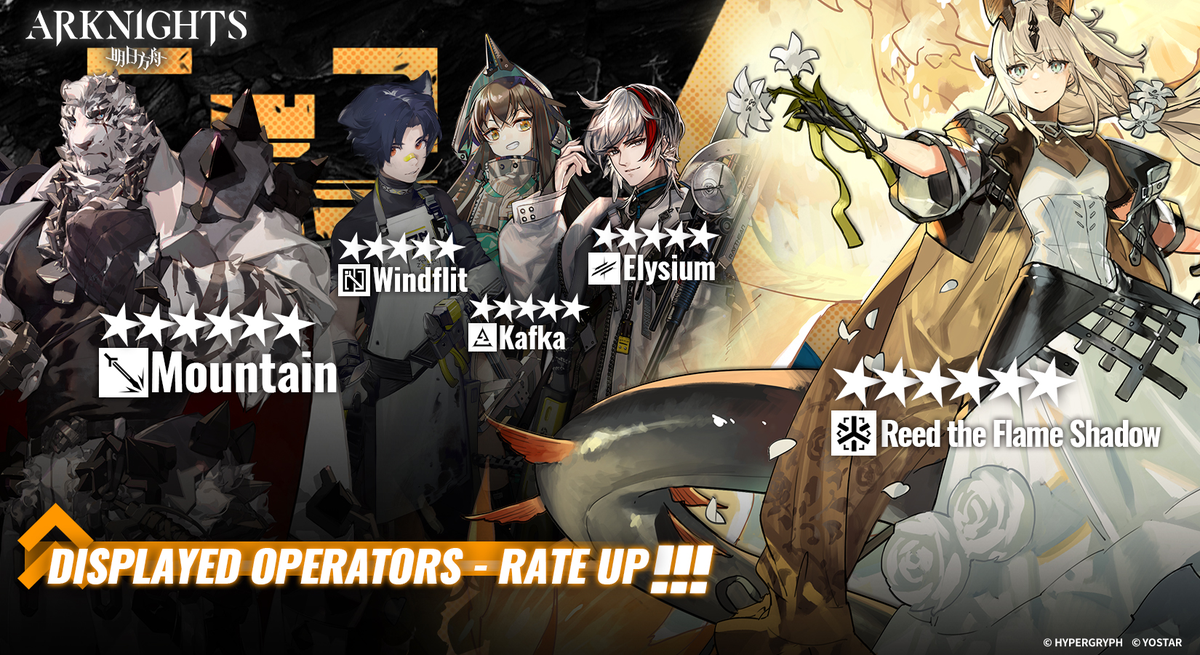 ARKNIGHTS
明日方舟
★★★★★
Windflit
★★★★★
Elysium
★★★★★
Kafka
★★★★★★
Mountain
★★★★★★
Reed the Flame Shadow
DISPLAYED OPERATORS - RATE UP!!!
© HYPERGRYPH © YOSTAR